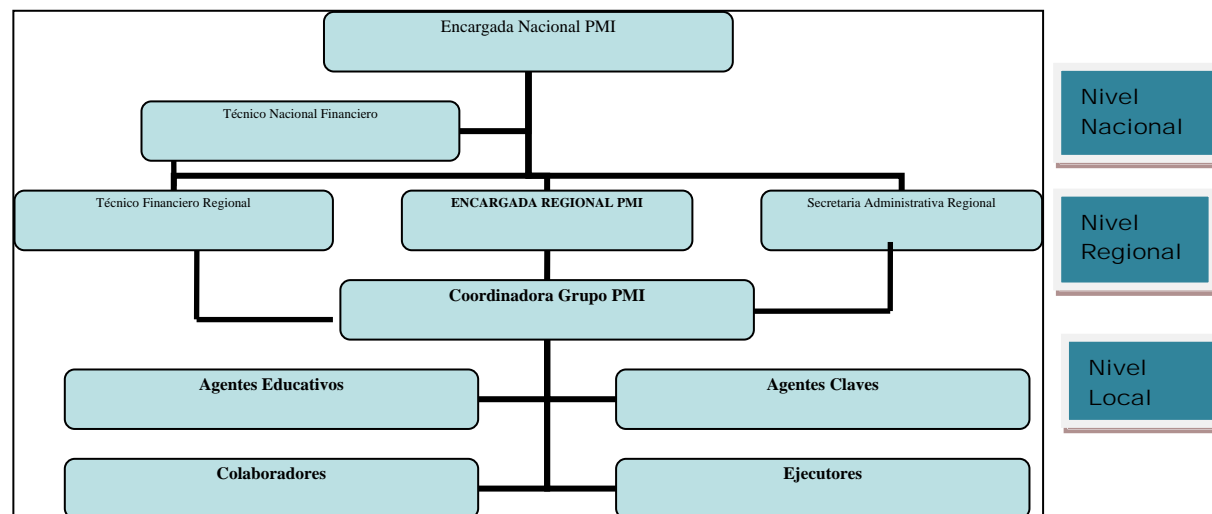 Encargada Nacional PMI
Nivel
Nacional
Técnico Nacional Financiero
Técnico Financiero Regional
ENCARGADA REGIONAL PMI
Secretaria Administrativa Regional
Nivel
Regional
Coordinadora Grupo PMI
Nivel
Local
Agentes Educativos
Agentes Claves
Colaboradores
Ejecutores